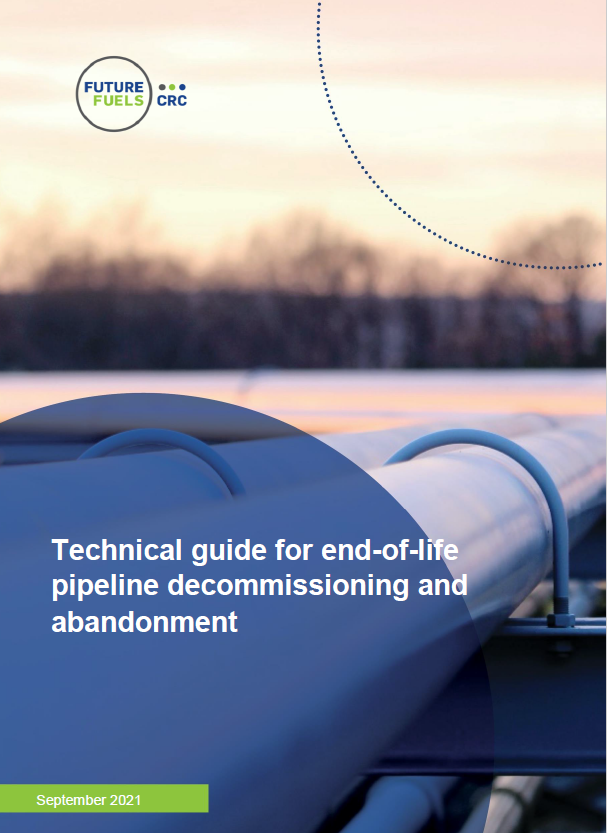 FUTURE
FUELS CRC
Technical guide for end-of-life
pipeline decommissioning and
abandonment
September 2021